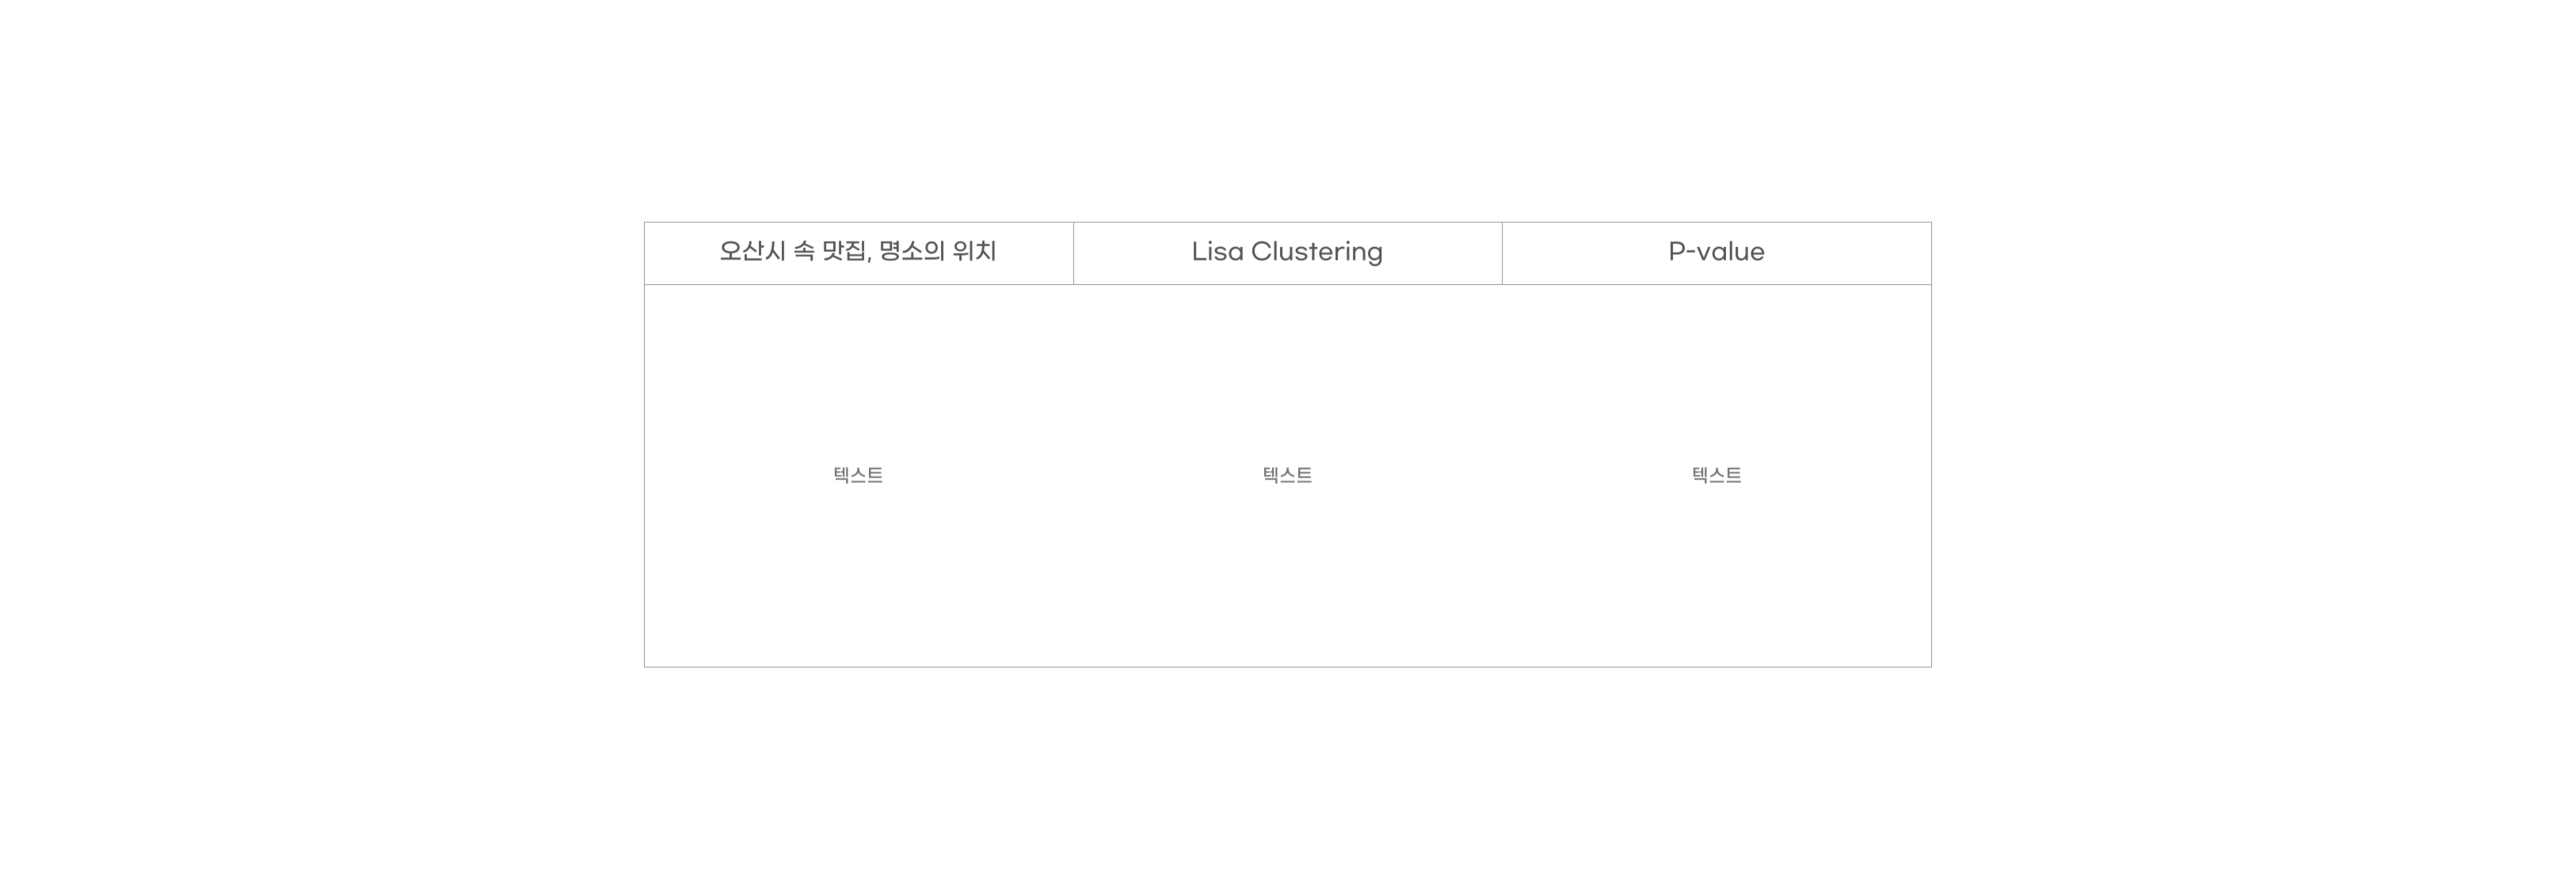 오산시 속 맛집, 명소의 위치 Lisa Clustering P-value
텍스트 텍스트 텍스트